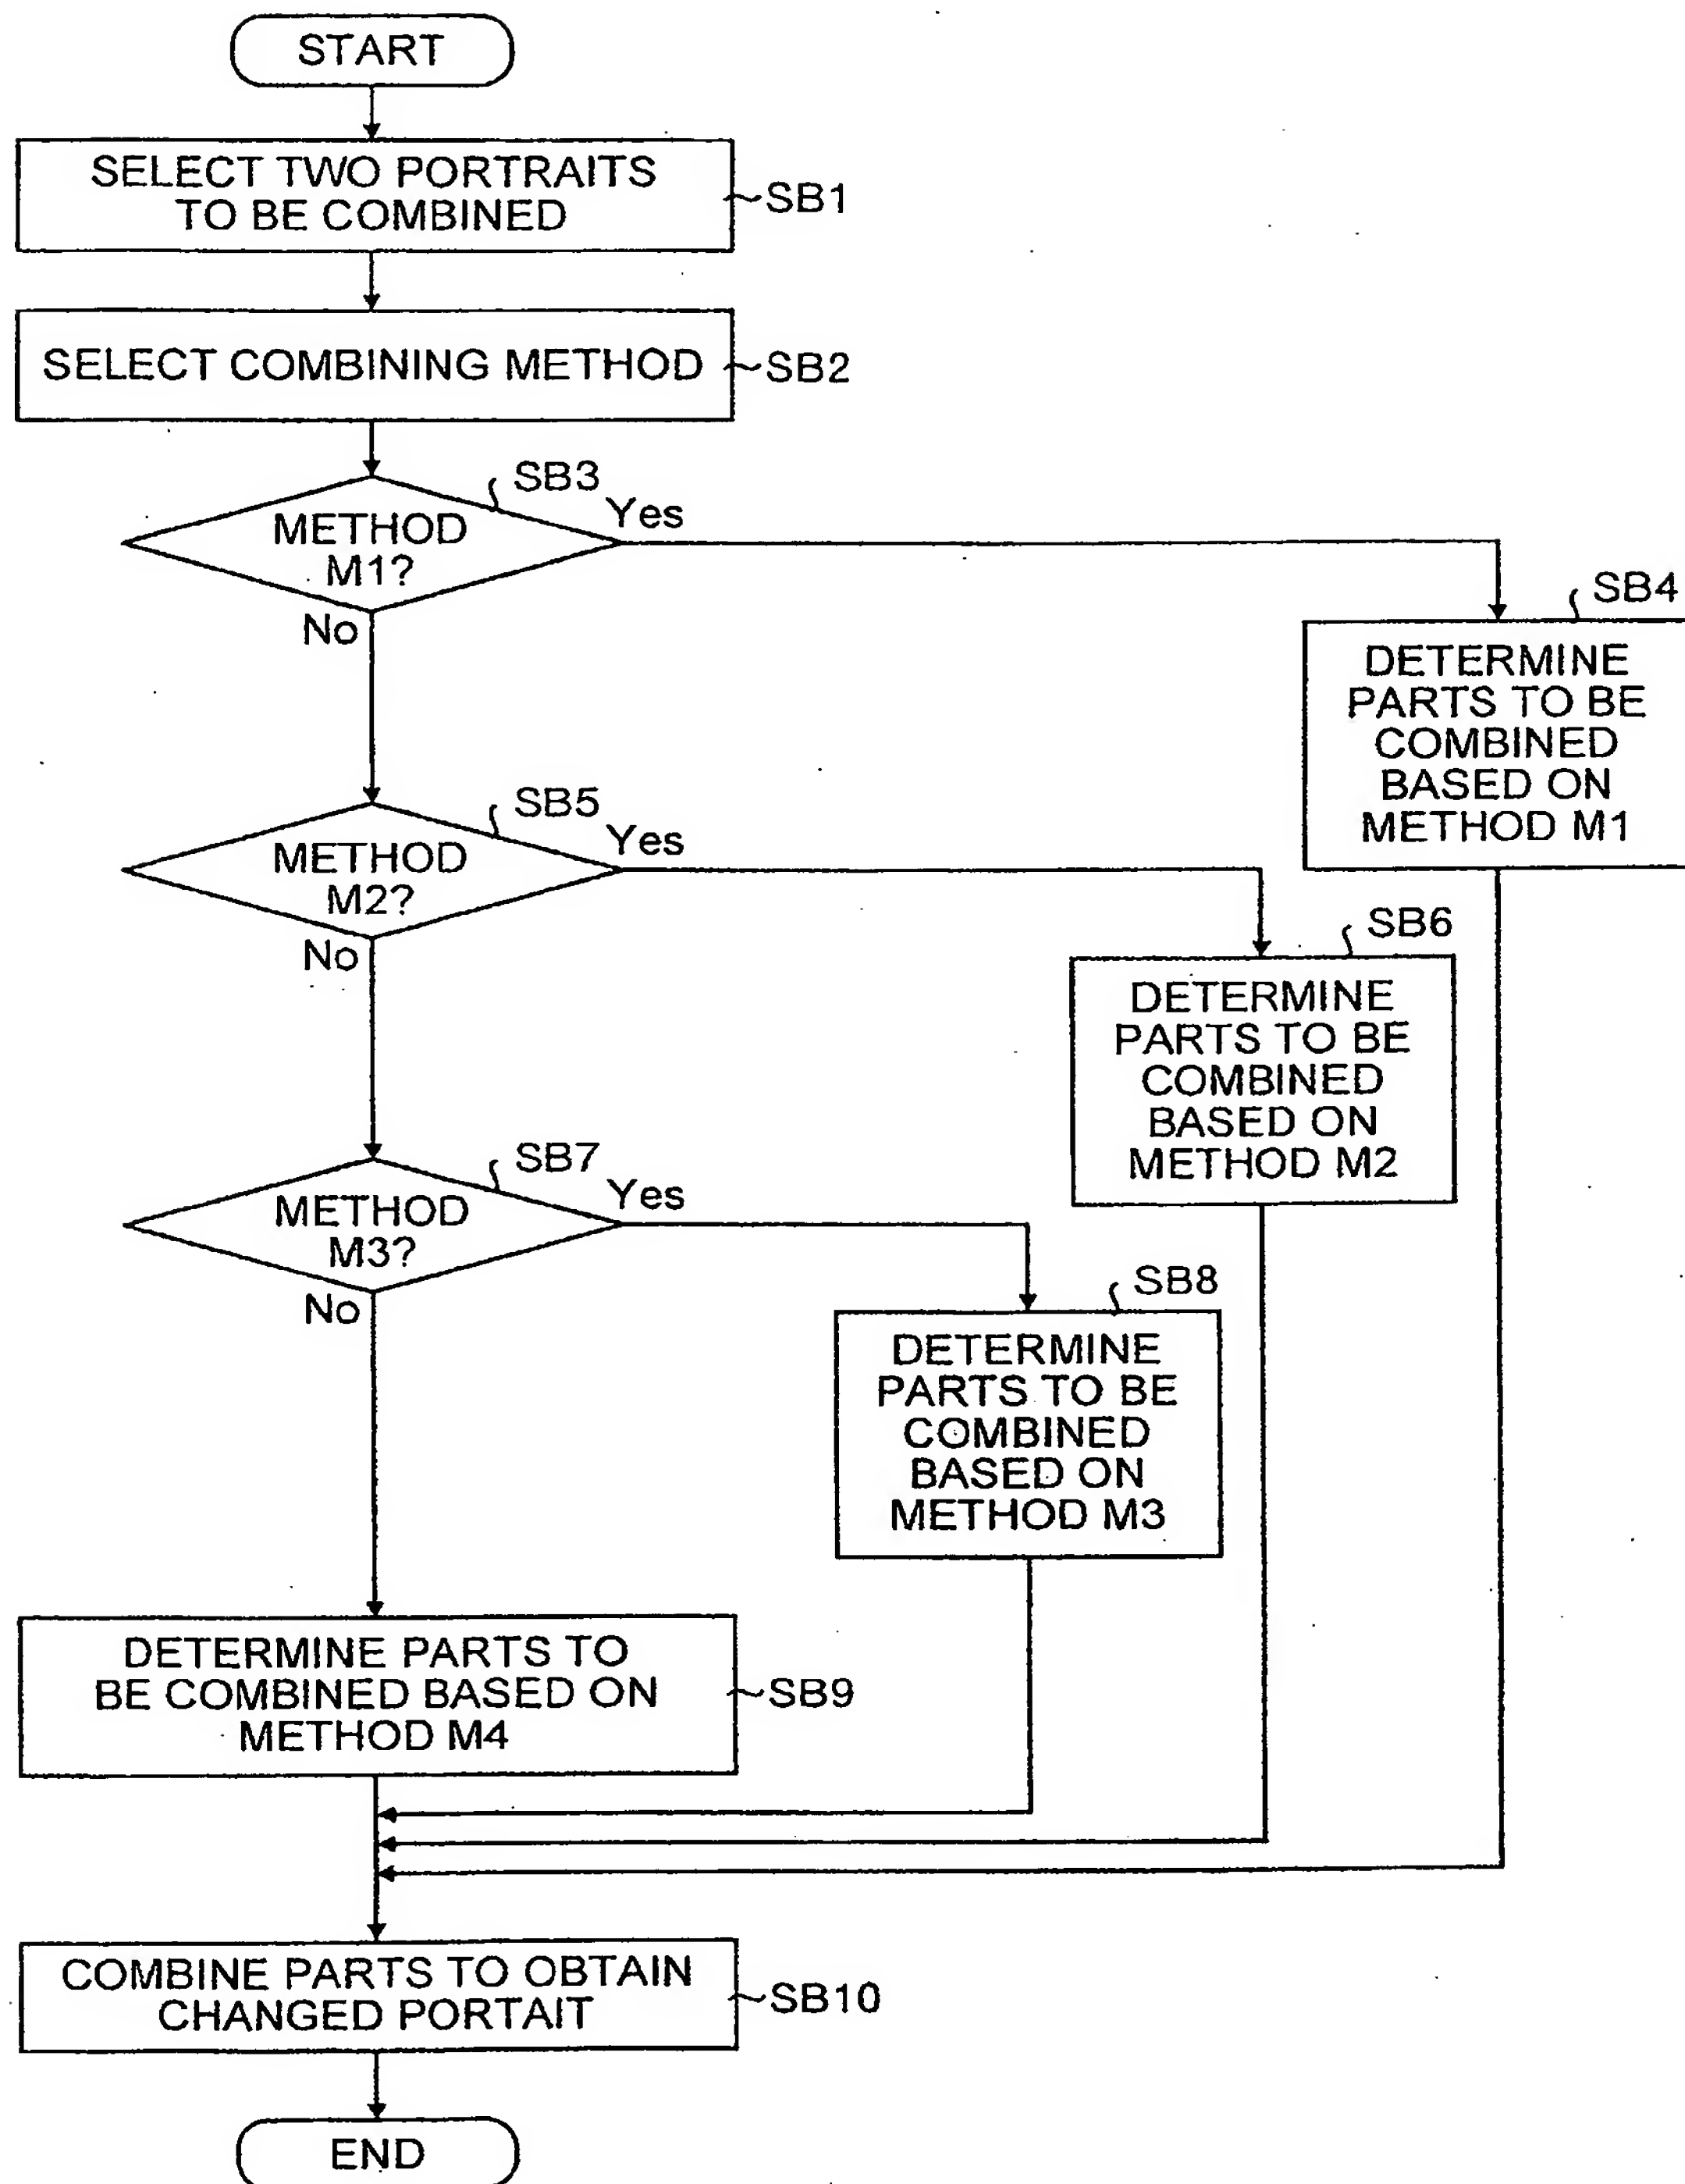 START
SELECT TWO PORTRAITS
TO BE COMBINED
SB1
SELECT COMBINING METHOD
SB2
SB3
METHOD
M1?
Yes
No
SB4
DETERMINE
PARTS TO BE
COMBINED
BASED ON
METHOD M1
SB5
METHOD
M2?
Yes
No
SB6
DETERMINE
PARTS TO BE
COMBINED
BASED ON
METHOD M2
SB7
METHOD
M3?
Yes
No
SB8
DETERMINE
PARTS TO BE
COMBINED
BASED ON
METHOD M3
DETERMINE PARTS TO
BE COMBINED BASED ON
METHOD M4
SB9
COMBINE PARTS TO OBTAIN
CHANGED PORTAIT
SB10
END